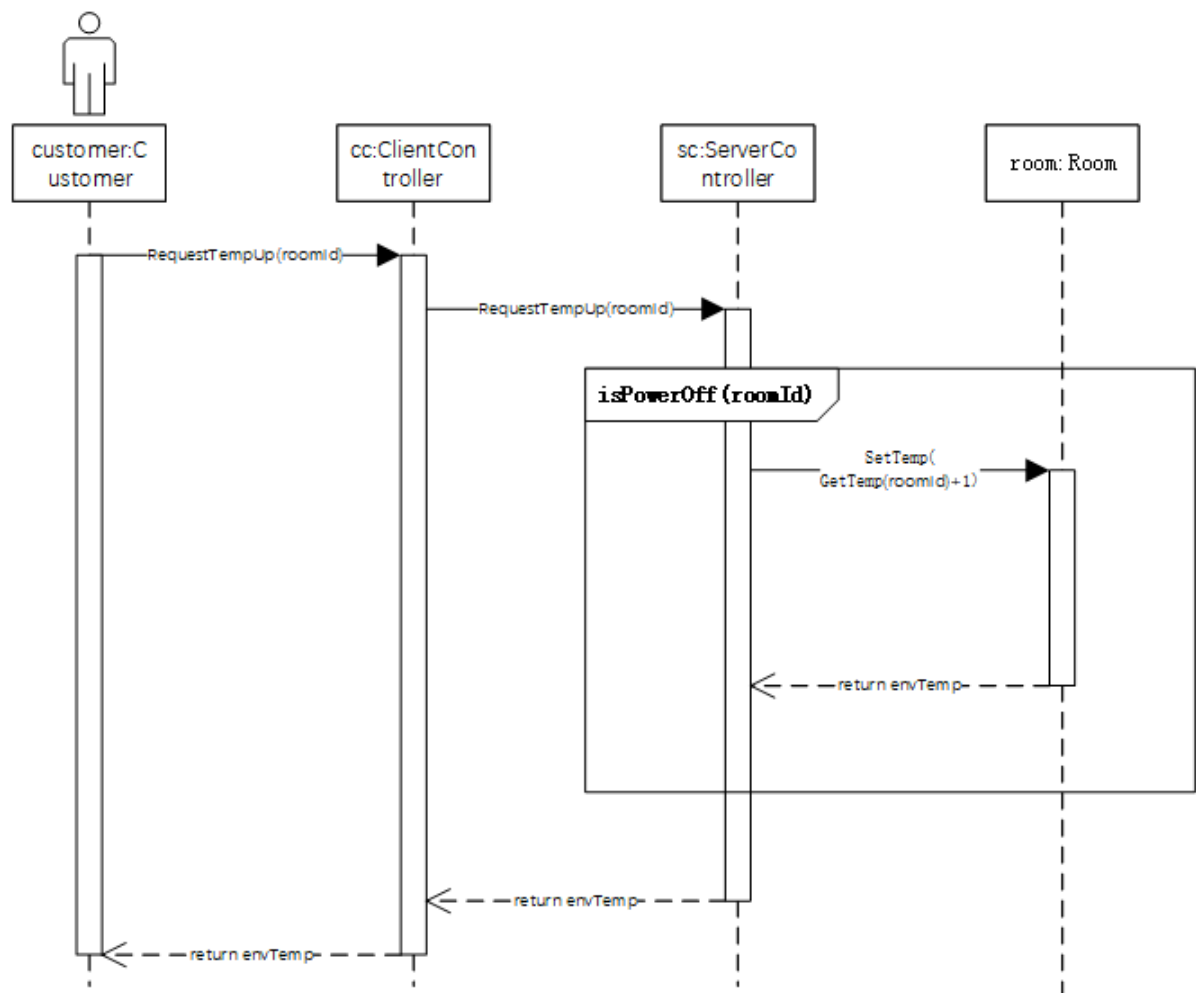 customer:C
ustomer
cc:ClientCon
troller
sc:ServerCo
ntroller
room:Room
RequestTempUp(roomId)
RequestTempUp(roomId)
isPowerOff(roomId)
SetTemp(
GetTemp(roomId)+1)
return envTemp
return envTemp
return envTemp